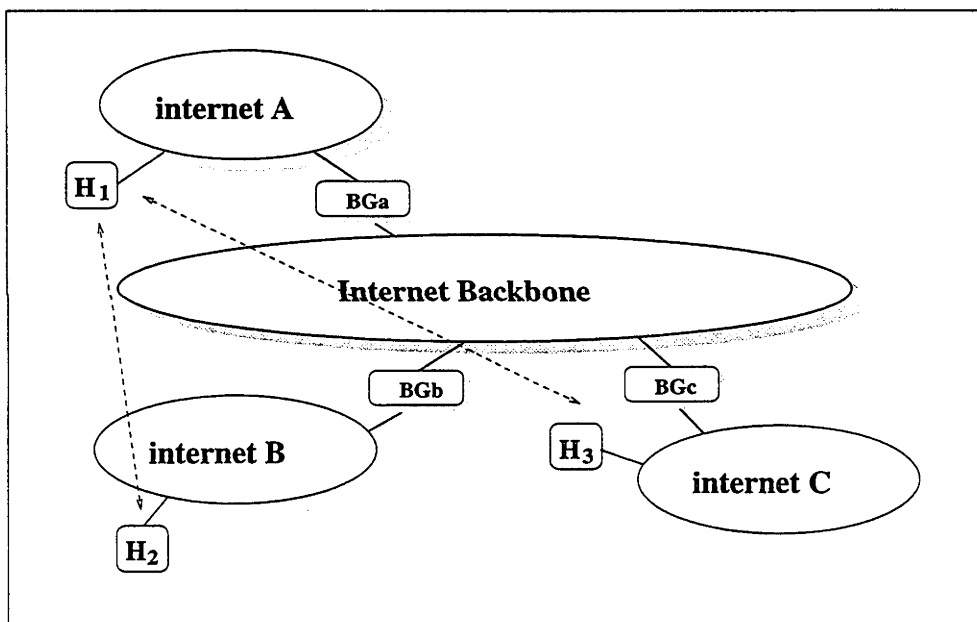 internet A
H1
BGa
Internet Backbone
BGb
BGc
internet B
H3
internet C
H2